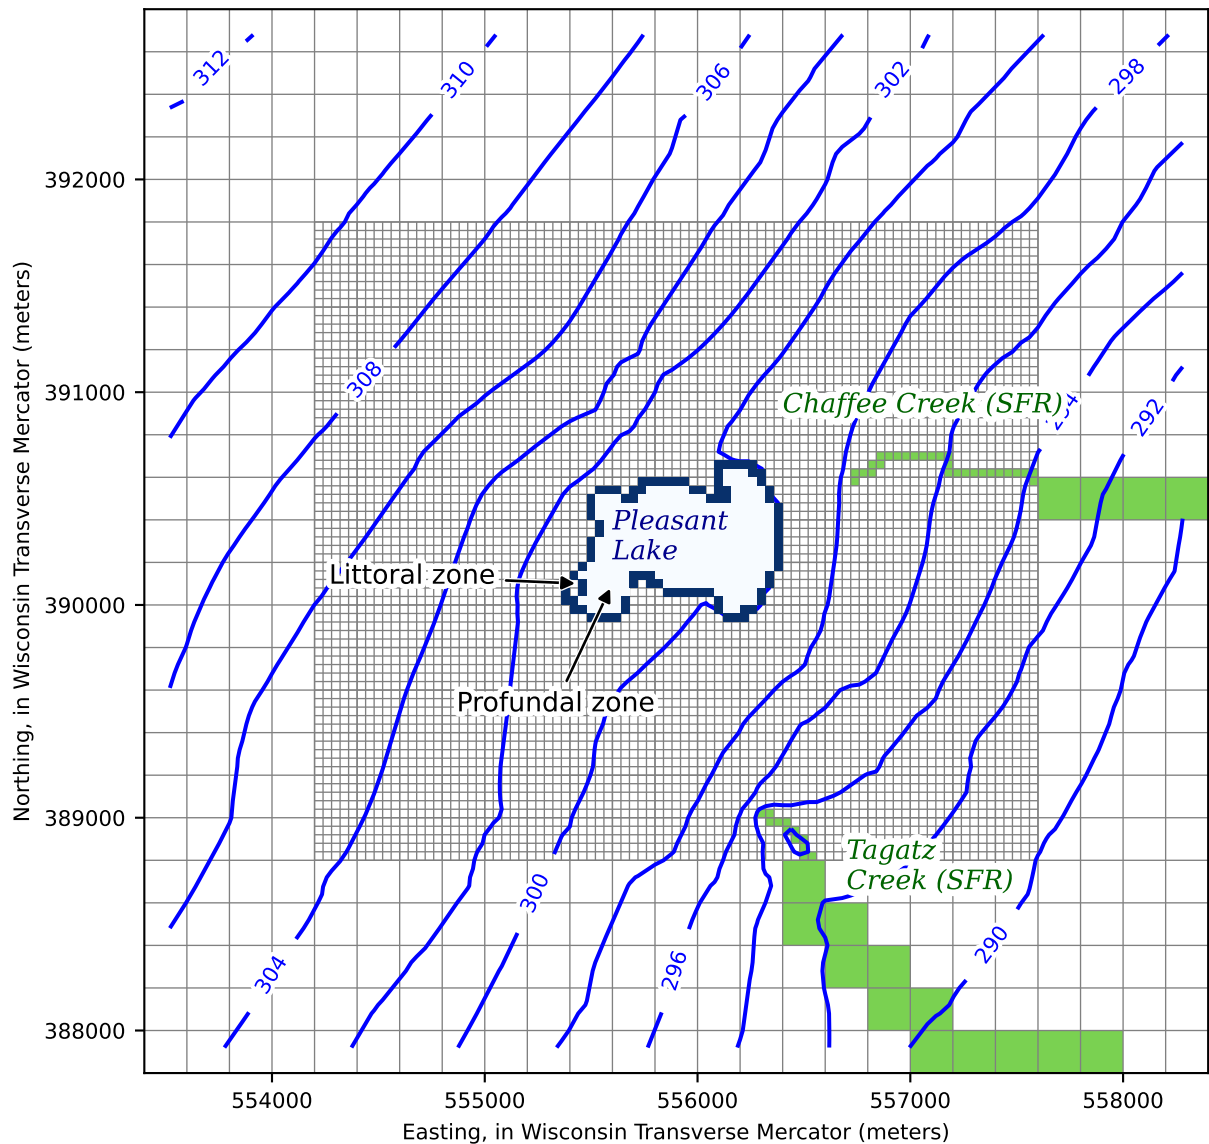 312
310
306
302
298
392000
308
391000
Chaffee Creek (SFR)
294
292
Pleasant
Lake
Littoral zone
390000
Profundal zone
389000
Tagatz
Creek (SFR)
300
304
296
290
388000
554000
555000
556000
557000
558000
Easting, in Wisconsin Transverse Mercator (meters)
Northing, in Wisconsin Transverse Mercator (meters)